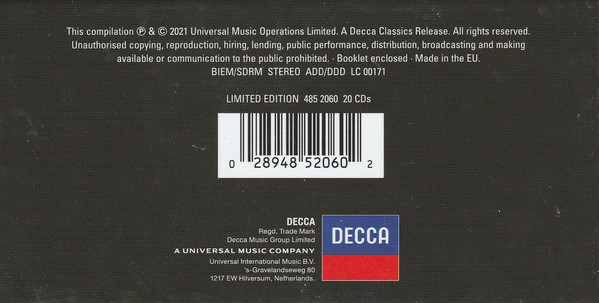 This compilation ℗ & © 2021 Universal Music Operations Limited. A Decca Classics Release. All rights reserved.
Unauthorised copying, reproduction, hiring, lending, public performance, distribution, broadcasting and making
available or communication to the public prohibited. · Booklet enclosed · Made in the EU.
BIEM/SDRM STEREO ADD/DDD LC 00171
LIMITED EDITION 485 2060 20 CDs
0 28948 52060 2
DECCA
Regd. Trade Mark
Decca Music Group Limited
A UNIVERSAL MUSIC COMPANY
Universal International Music B.V.
's-Gravelandseweg 80
1217 EW Hilversum, Netherlands.
DECCA